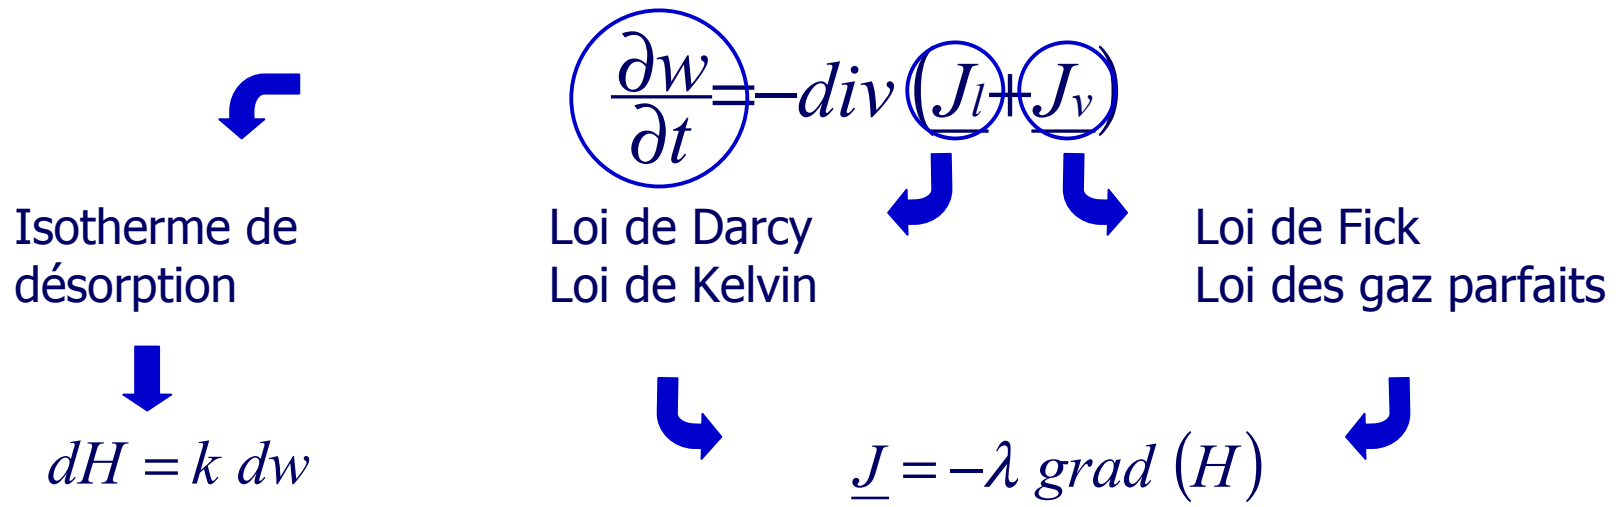 ∂w/∂t = −div (J_l + J_v)
Isotherme de
désorption
Loi de Darcy
Loi de Kelvin
Loi de Fick
Loi des gaz parfaits
dH = k dw
J = −λ grad (H)